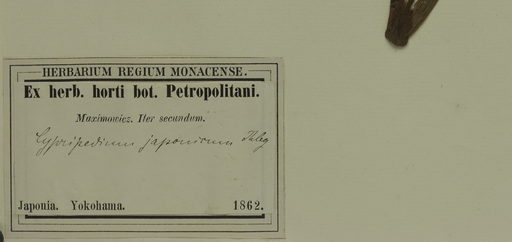 HERBARIUM REGIUM MONACENSE.
Ex herb. horti bot. Petropolitani.
Maximowicz. Iter secundum.
Cypripedium japonicum Thbg
Japonia. Yokohama. 1862.